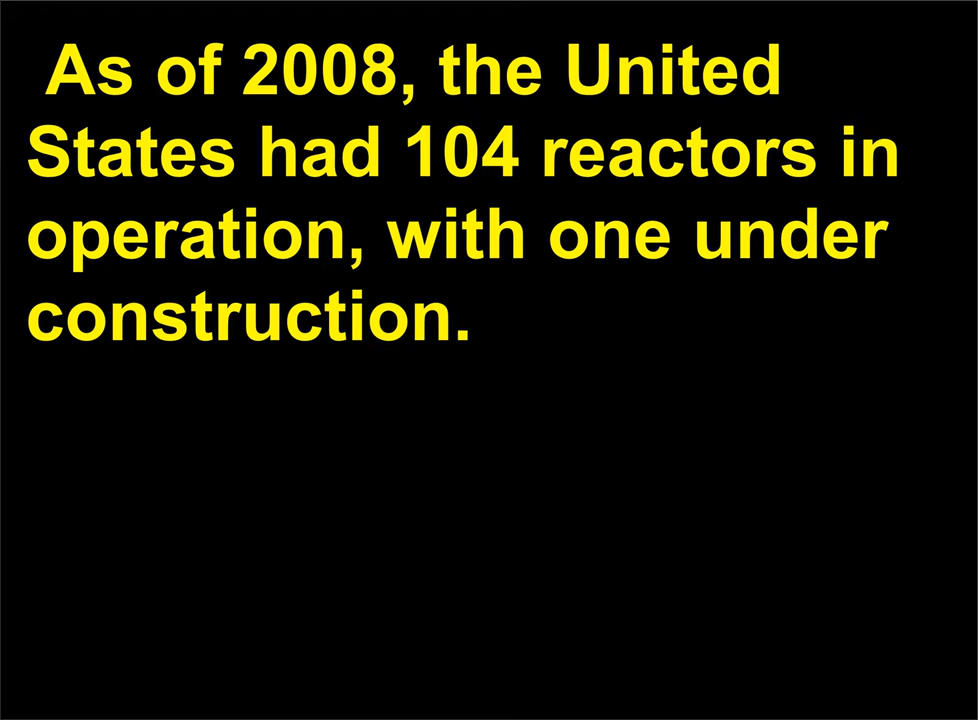 As of 2008, the United
States had 104 reactors in
operation, with one under
construction.